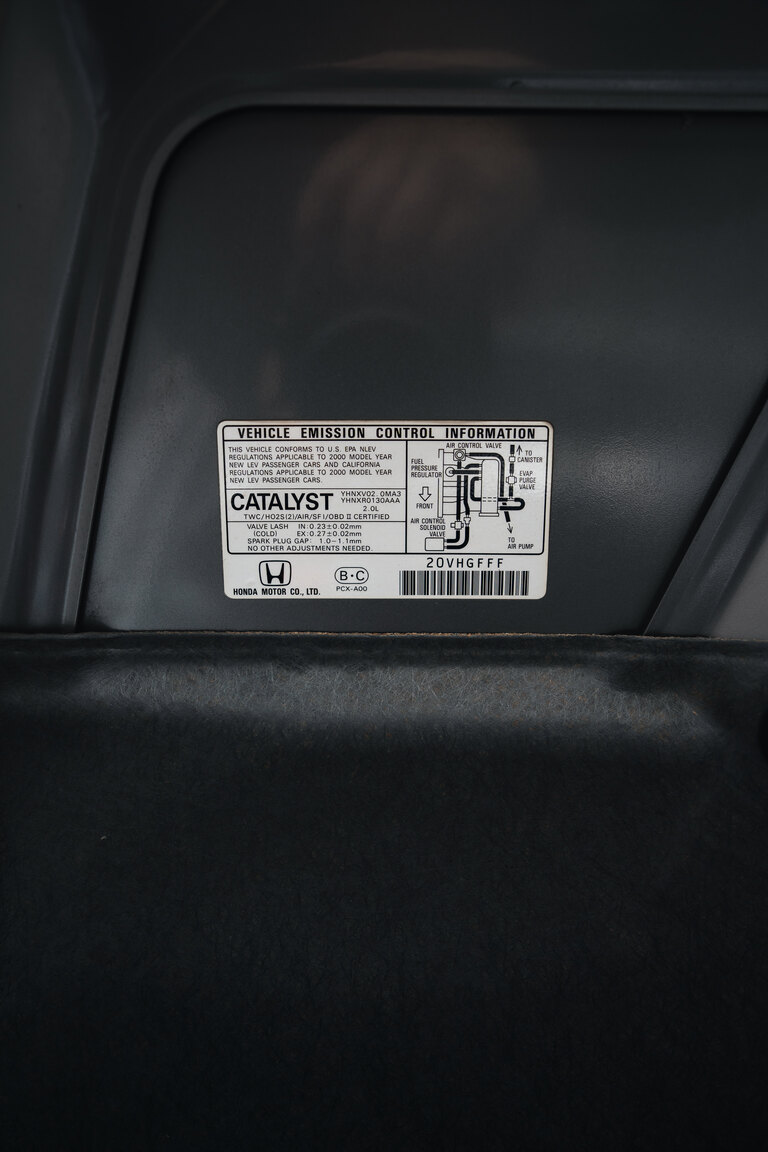 VEHICLE EMISSION CONTROL INFORMATION
THIS VEHICLE CONFORMS TO U.S. EPA NLEV
REGULATIONS APPLICABLE TO 2000 MODEL YEAR
NEW LEV PASSENGER CARS AND CALIFORNIA
REGULATIONS APPLICABLE TO 2000 MODEL YEAR
NEW LEV PASSENGER CARS.
CATALYST
YHNXV02.0MA3
YHNXR0130AAA
2.0L
TWC/HO2S(2)/AIR/SFI/OBD II CERTIFIED
VALVE LASH IN:0.23±0.02mm
(COLD) EX:0.27±0.02mm
SPARK PLUG GAP: 1.0-1.1mm
NO OTHER ADJUSTMENTS NEEDED.
AIR CONTROL VALVE
TO
CANISTER
FUEL
PRESSURE
REGULATOR
EVAP
PURGE
VALVE
FRONT
AIR CONTROL
SOLENOID
VALVE
TO
AIR PUMP
HONDA MOTOR CO., LTD.
B·C
PCX-A00
20VHGFFF